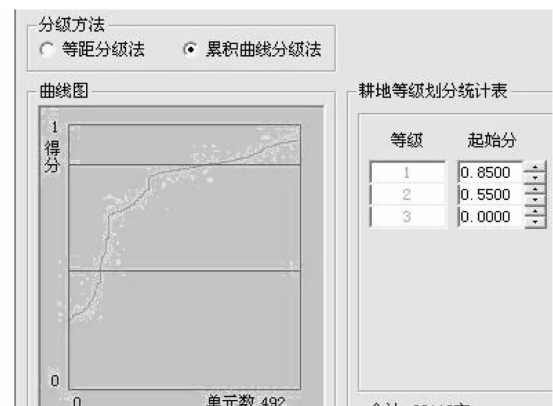 分级方法
等距分级法 累积曲线分级法
曲线图
1
得
分
0
0 单元数 492
耕地等级划分统计表
等级 起始分
1 0.8500
2 0.5500
3 0.0000